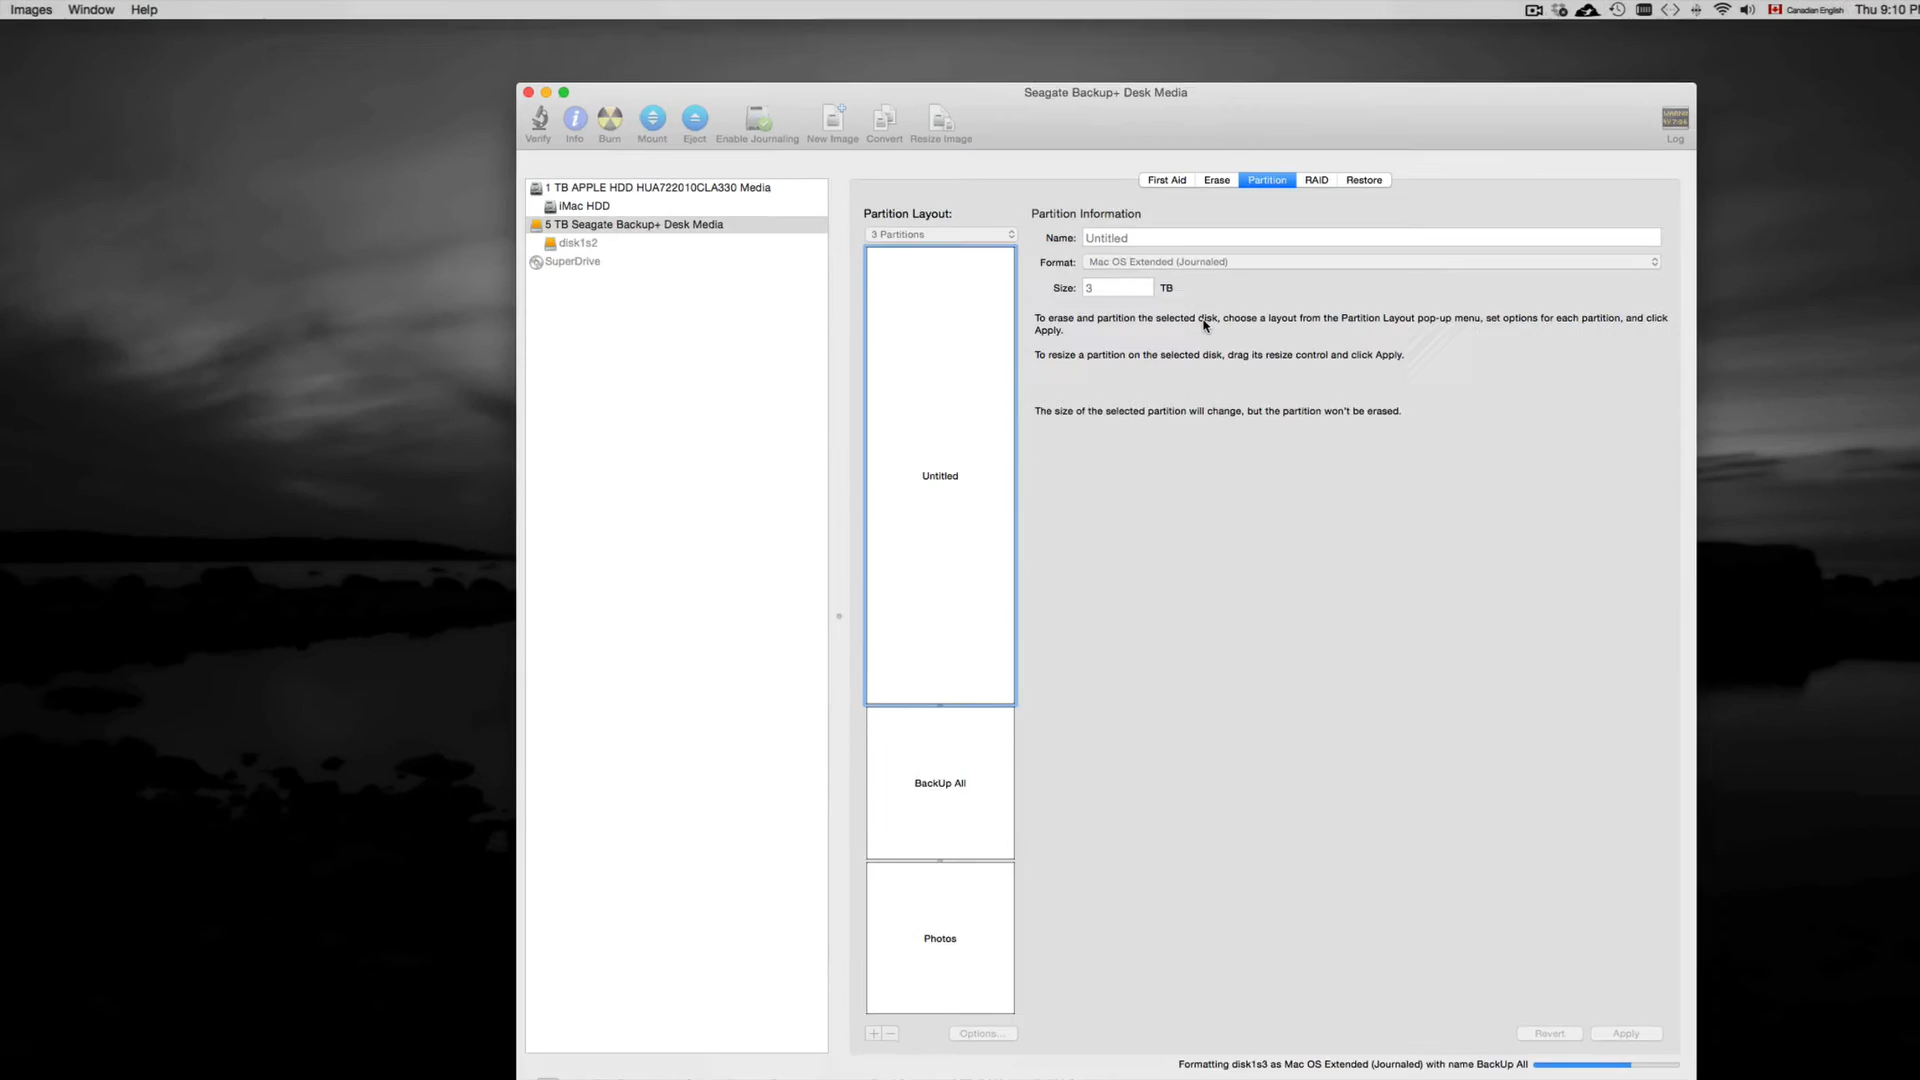 Images Window Help
Canadian English Thu 9:10 P
Seagate Backup+ Desk Media
Verify Info Burn Mount Eject Enable Journaling New Image Convert Resize Image Log
1 TB APPLE HDD HUA722010CLA330 Media
iMac HDD
5 TB Seagate Backup+ Desk Media
disk1s2
SuperDrive
First Aid Erase Partition RAID Restore
Partition Layout:
3 Partitions
Untitled
BackUp All
Photos
Partition Information
Name: Untitled
Format: Mac OS Extended (Journaled)
Size: 3 TB
To erase and partition the selected disk, choose a layout from the Partition Layout pop-up menu, set options for each partition, and click
Apply.
To resize a partition on the selected disk, drag its resize control and click Apply.
The size of the selected partition will change, but the partition won't be erased.
+ − Options... Revert Apply
Formatting disk1s3 as Mac OS Extended (Journaled) with name BackUp All